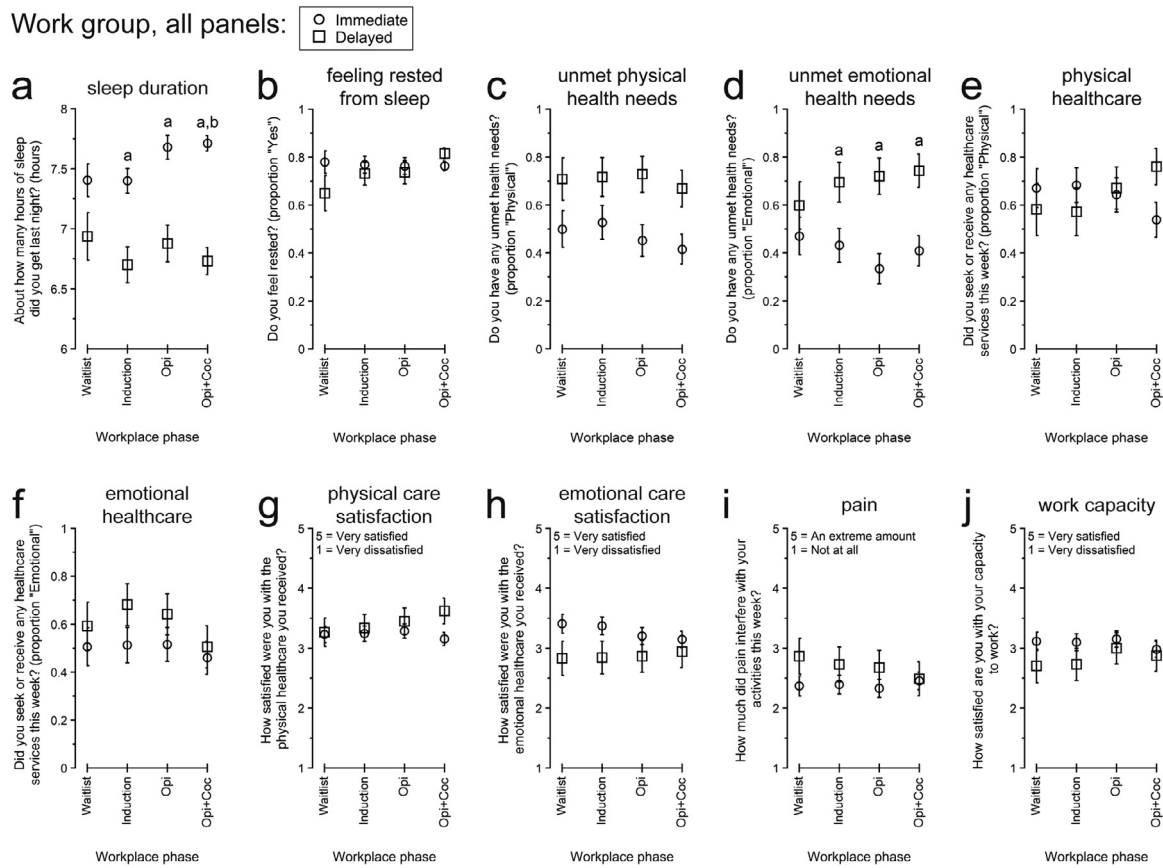 Work group, all panels:
Immediate
Delayed
a
sleep duration
About how many hours of sleep
did you get last night? (hours)
8
7.5
7
6.5
6
a
a
a,b
Waitlist
Induction
Opi
Opi+Coc
Workplace phase
b
feeling rested
from sleep
Do you feel rested? (proportion "Yes")
1
0.8
0.6
0.4
0.2
0
Waitlist
Induction
Opi
Opi+Coc
Workplace phase
c
unmet physical
health needs
Do you have any unmet health needs?
(proportion "Physical")
1
0.8
0.6
0.4
0.2
0
Waitlist
Induction
Opi
Opi+Coc
Workplace phase
d
unmet emotional
health needs
Do you have any unmet health needs?
(proportion "Emotional")
1
0.8
0.6
0.4
0.2
0
a
a
a
Waitlist
Induction
Opi
Opi+Coc
Workplace phase
e
physical
healthcare
Did you seek or receive any healthcare
services this week? (proportion "Physical")
1
0.8
0.6
0.4
0.2
0
Waitlist
Induction
Opi
Opi+Coc
Workplace phase
f
emotional
healthcare
Did you seek or receive any healthcare
services this week? (proportion "Emotional")
1
0.8
0.6
0.4
0.2
0
Waitlist
Induction
Opi
Opi+Coc
Workplace phase
g
physical care
satisfaction
5 = Very satisfied
1 = Very dissatisfied
How satisfied were you with the
physical healthcare you received?
5
4
3
2
1
Waitlist
Induction
Opi
Opi+Coc
Workplace phase
h
emotional care
satisfaction
5 = Very satisfied
1 = Very dissatisfied
How satisfied were you with the
emotional healthcare you received?
5
4
3
2
1
Waitlist
Induction
Opi
Opi+Coc
Workplace phase
i
pain
5 = An extreme amount
1 = Not at all
How much did pain interfere with your
activities this week?
5
4
3
2
1
Waitlist
Induction
Opi
Opi+Coc
Workplace phase
j
work capacity
5 = Very satisfied
1 = Very dissatisfied
How satisfied are you with your capacity
to work?
5
4
3
2
1
Waitlist
Induction
Opi
Opi+Coc
Workplace phase